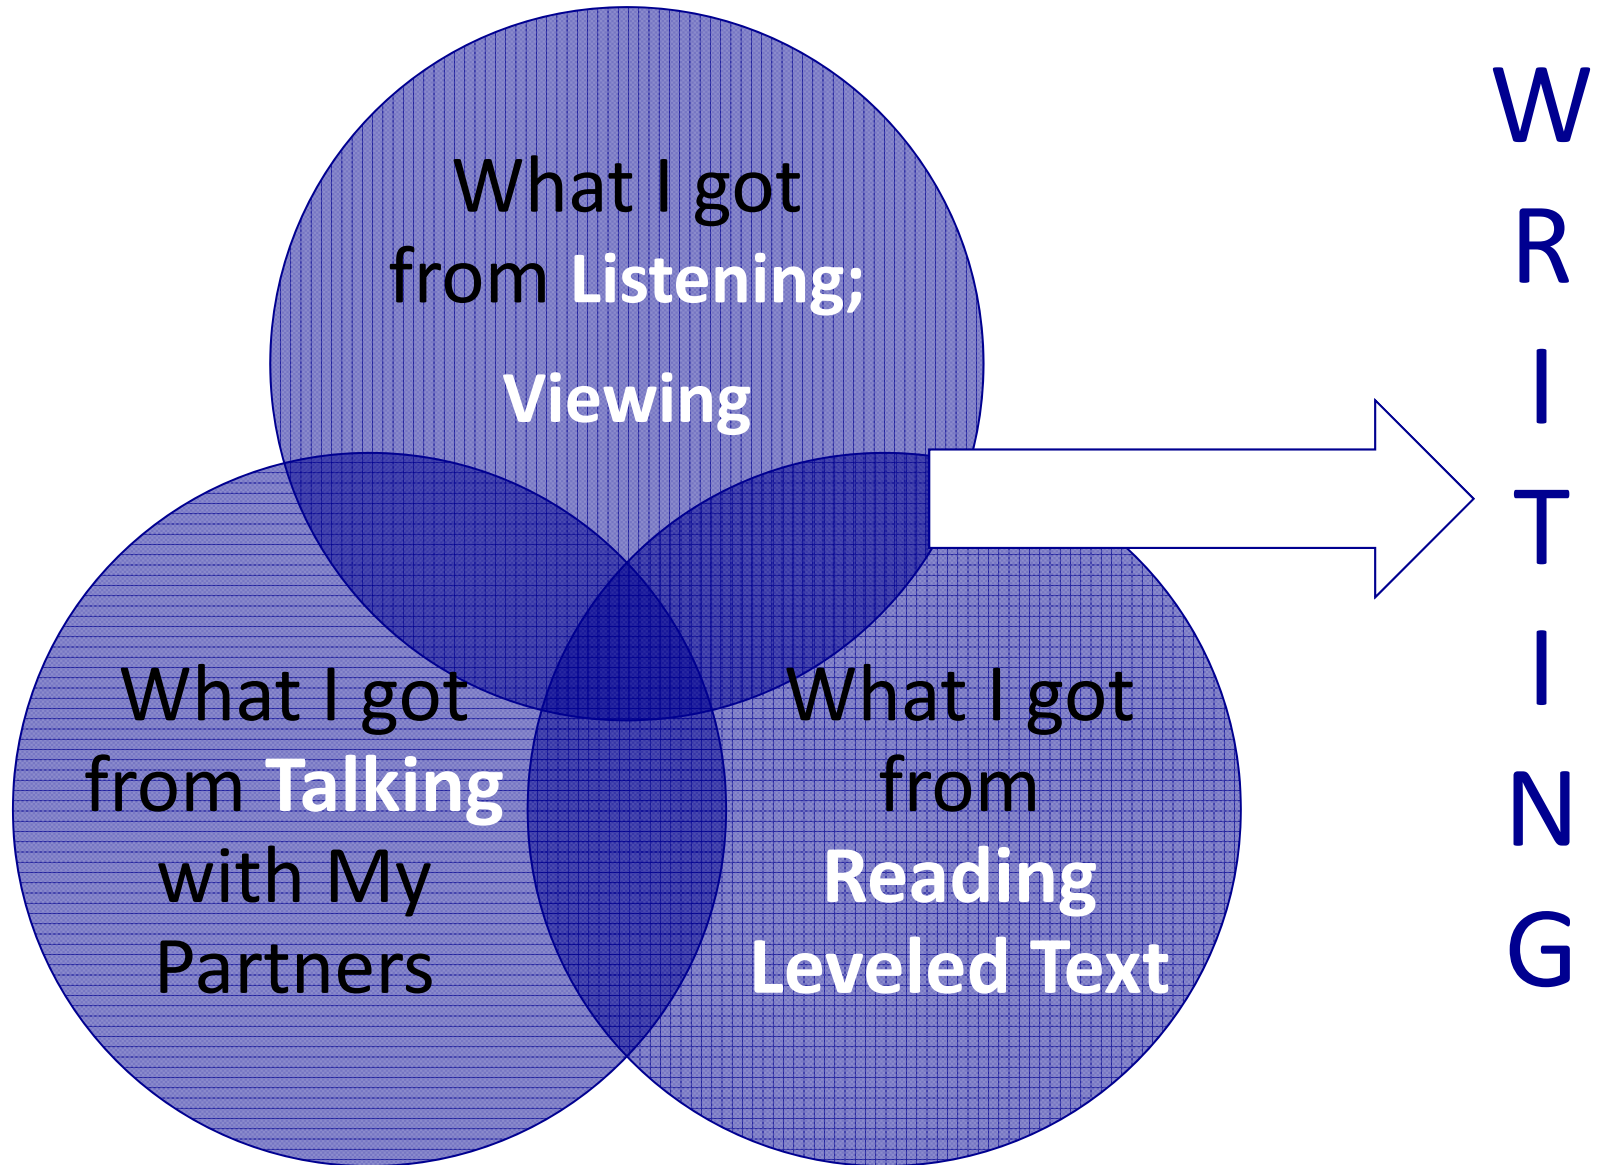 What I got
from Listening;
Viewing
What I got
from Talking
with My
Partners
What I got
from
Reading
Leveled Text
W
R
I
T
I
N
G